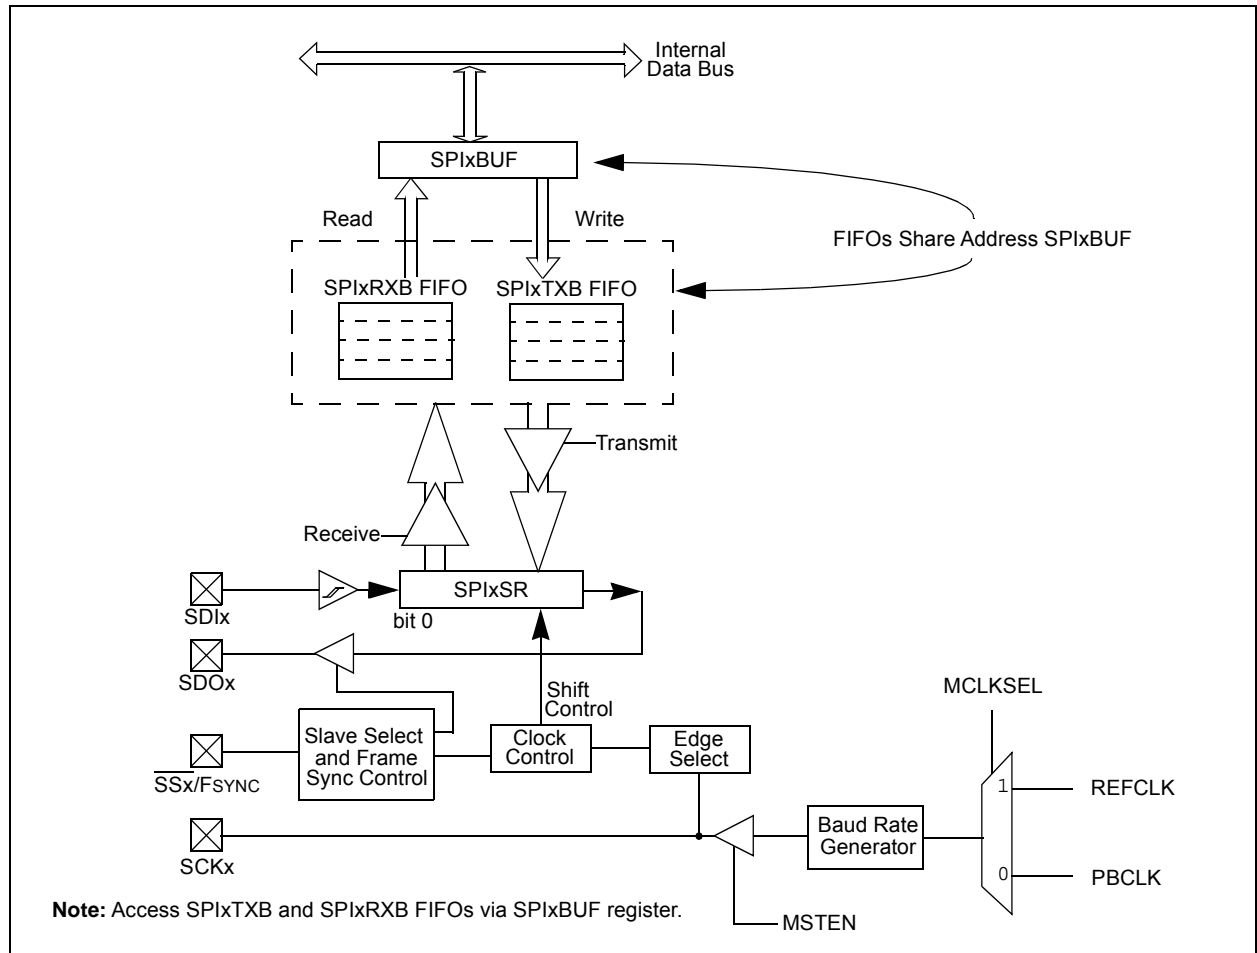 Internal
Data Bus
SPIxBUF
Read
Write
FIFOs Share Address SPIxBUF
SPIxRXB FIFO
SPIxTXB FIFO
Transmit
Receive
SPIxSR
SDIx
bit 0
SDOx
Shift
Control
MCLKSEL
Slave Select
and Frame
Sync Control
Clock
Control
Edge
Select
SSx/FSYNC
1
REFCLK
Baud Rate
Generator
SCKx
0
PBCLK
Note: Access SPIxTXB and SPIxRXB FIFOs via SPIxBUF register.
MSTEN